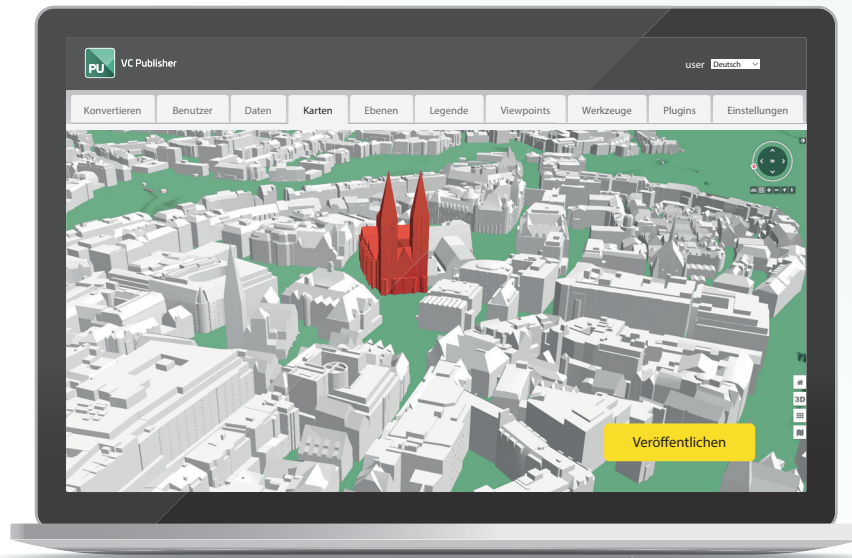 PU VC Publisher
user Deutsch
Konvertieren Benutzer Daten Karten Ebenen Legende Viewpoints Werkzeuge Plugins Einstellungen
3D
Veröffentlichen